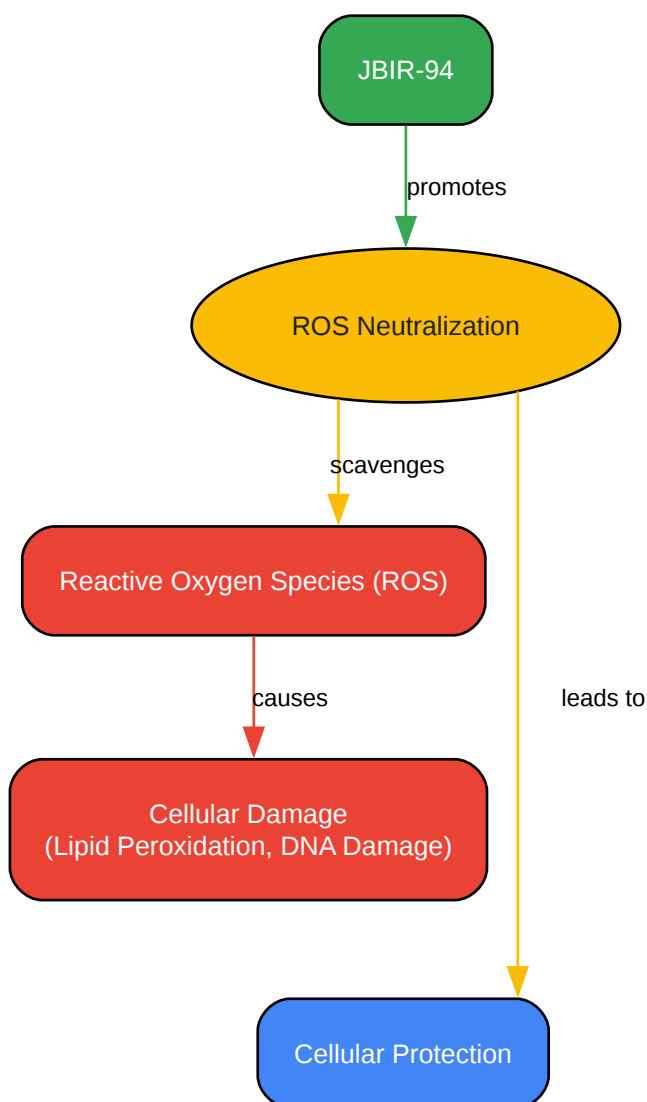 JBIR-94
promotes
ROS Neutralization
scavenges
Reactive Oxygen Species (ROS)
causes
leads to
Cellular Damage
(Lipid Peroxidation, DNA Damage)
Cellular Protection